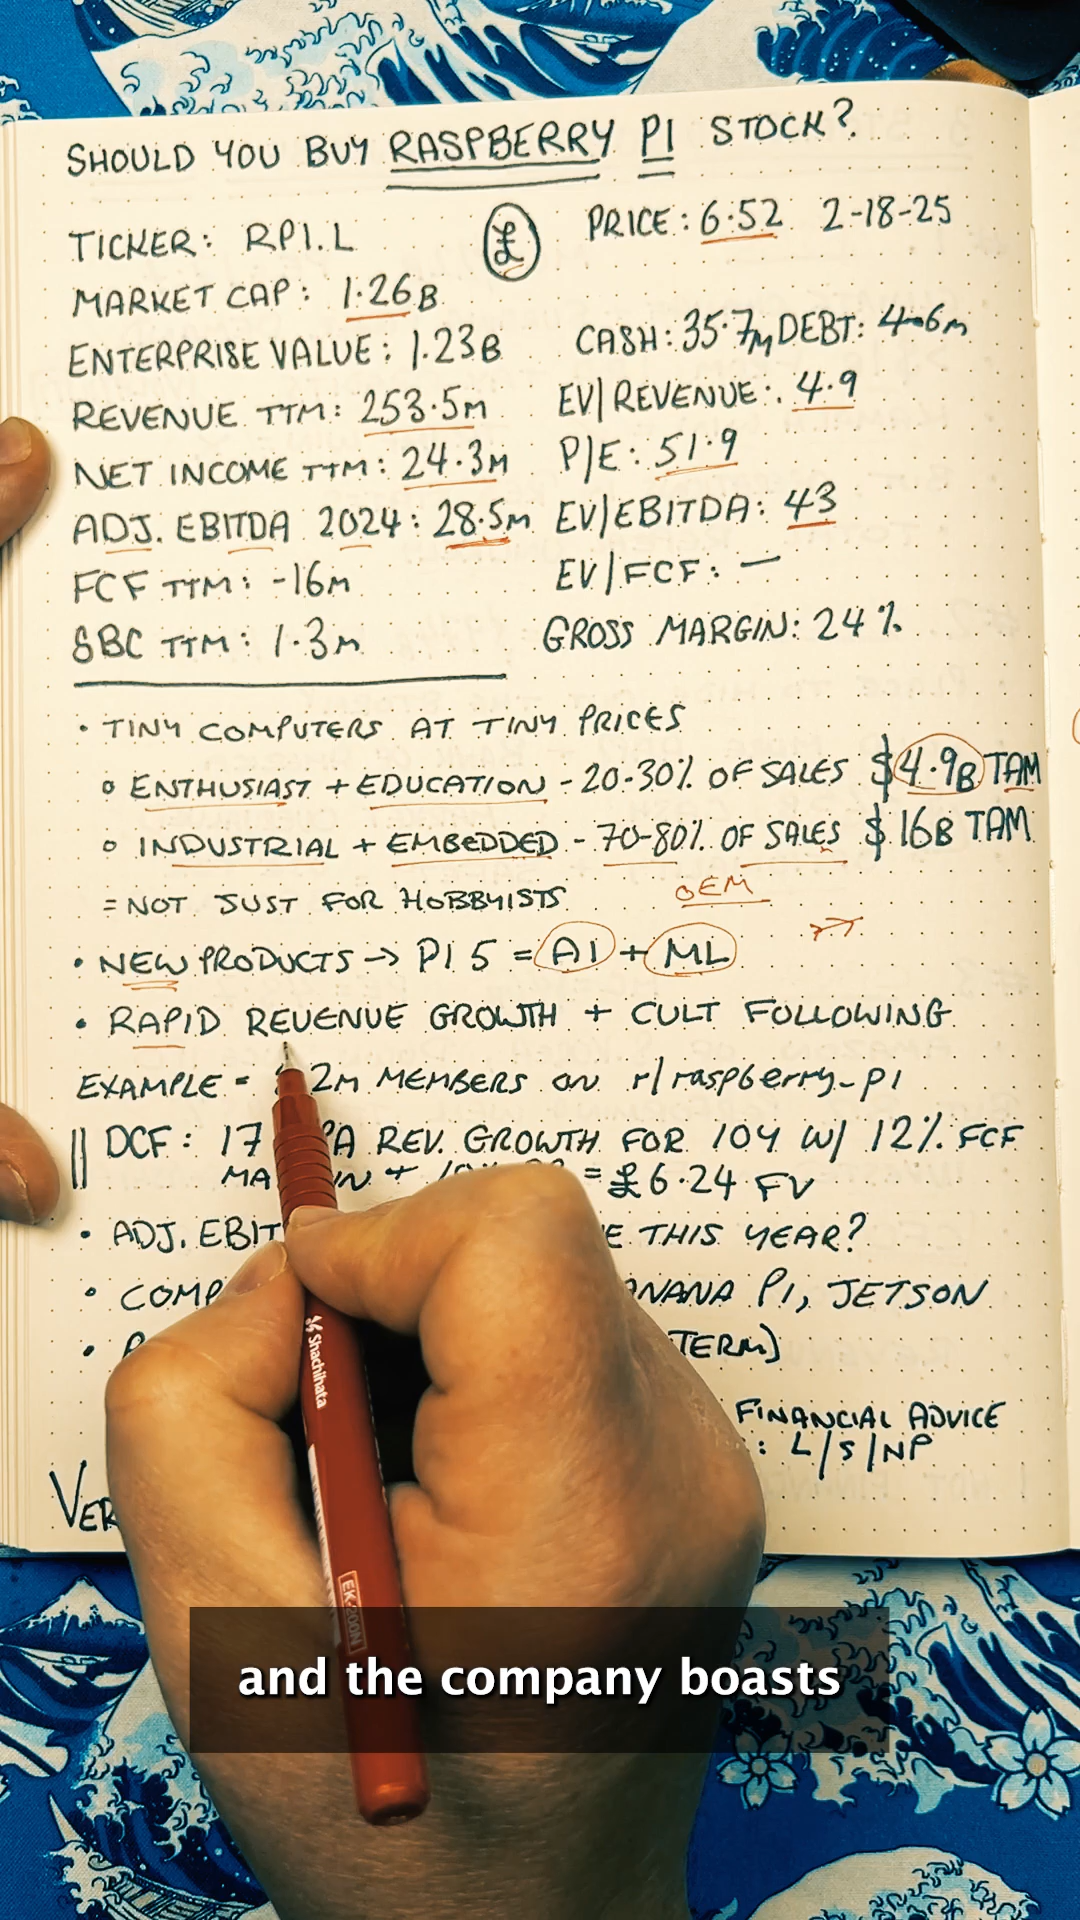 SHOULD YOU BUY RASPBERRY PI STOCK?
TICKER: RPI.L £ PRICE: 6.52 2-18-25
MARKET CAP: 1.26B
ENTERPRISE VALUE: 1.23B CASH: 35.7M DEBT: 4.6M
REVENUE TTM: 253.5M EV/REVENUE: 4.9
NET INCOME TTM: 24.3M P/E: 51.9
ADJ. EBITDA 2024: 28.5M EV/EBITDA: 43
FCF TTM: -16M EV/FCF: —
SBC TTM: 1.3M GROSS MARGIN: 24%
• TINY COMPUTERS AT TINY PRICES
o ENTHUSIAST + EDUCATION - 20-30% OF SALES $4.9B TAM
o INDUSTRIAL + EMBEDDED - 70-80% OF SALES $16B TAM
= NOT JUST FOR HOBBYISTS OEM
• NEW PRODUCTS → PI 5 = AI + ML
• RAPID REVENUE GROWTH + CULT FOLLOWING
EXAMPLE = 2M MEMBERS ON r/raspberry_pi
DCF: 17 PA REV. GROWTH FOR 10Y W/ 12% FCF
+ = £6.24 FV
• ADJ. THIS YEAR?
• PI, JETSON
• TERM)
FINANCIAL ADVICE
: L/S/NP
Shachihata
EK-200N
and the company boasts